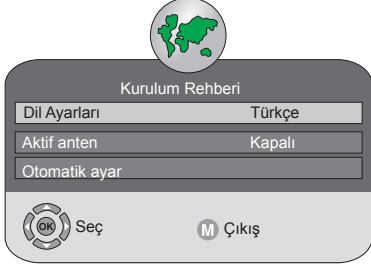 Kurulum Rehberi
Dil Ayarları Türkçe
Aktif anten Kapalı
Otomatik ayar
OK Seç M Çıkış